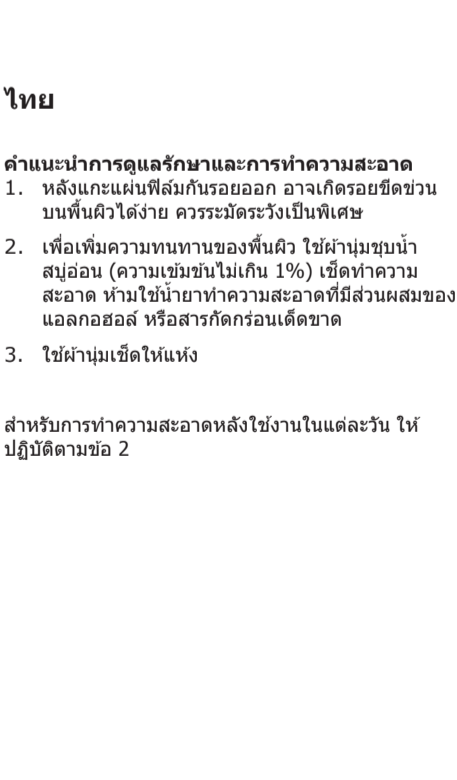 ไทย
คำแนะนำการดูแลรักษาและการทำความสะอาด
1. หลังแกะแผ่นฟิล์มกันรอยออก อาจเกิดรอยขีดข่วน
บนพื้นผิวได้ง่าย ควรระมัดระวังเป็นพิเศษ
2. เพื่อเพิ่มความทนทานของพื้นผิว ใช้ผ้านุ่มชุบน้ำ
สบู่อ่อน (ความเข้มข้นไม่เกิน 1%) เช็ดทำความ
สะอาด ห้ามใช้น้ำยาทำความสะอาดที่มีส่วนผสมของ
แอลกอฮอล์ หรือสารกัดกร่อนเด็ดขาด
3. ใช้ผ้านุ่มเช็ดให้แห้ง
สำหรับการทำความสะอาดหลังใช้งานในแต่ละวัน ให้
ปฏิบัติตามข้อ 2